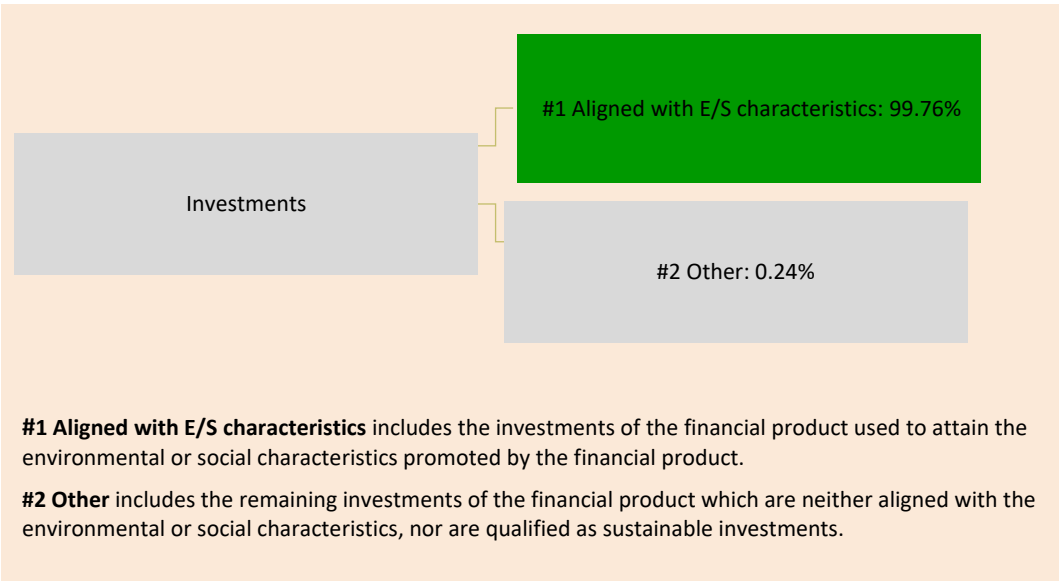 #1 Aligned with E/S characteristics: 99.76%
Investments
#2 Other: 0.24%
#1 Aligned with E/S characteristics includes the investments of the financial product used to attain the
environmental or social characteristics promoted by the financial product.
#2 Other includes the remaining investments of the financial product which are neither aligned with the
environmental or social characteristics, nor are qualified as sustainable investments.